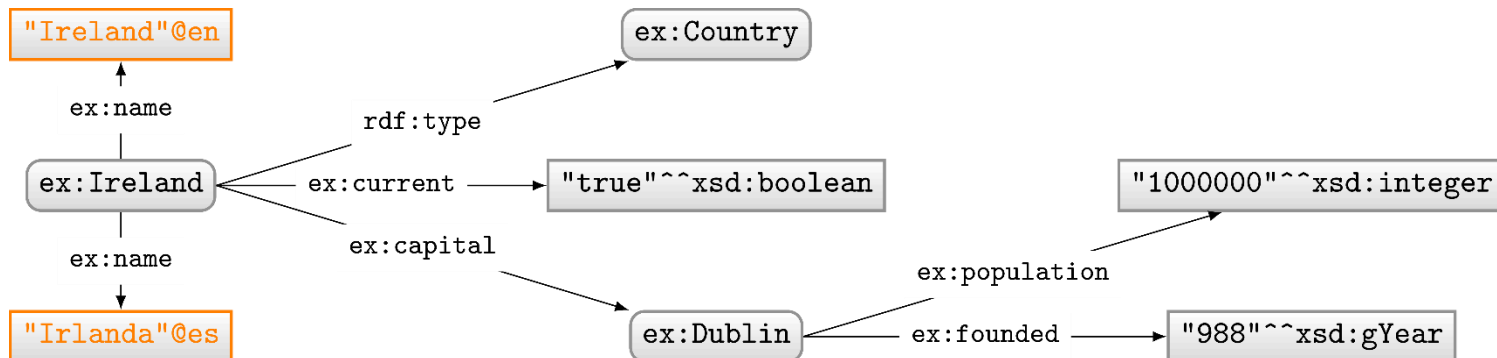 "Ireland"@en
ex:Country
ex:name
rdf:type
ex:Ireland
ex:current
"true"^^xsd:boolean
"1000000"^^xsd:integer
ex:capital
ex:name
ex:population
"Irlanda"@es
ex:Dublin
ex:founded
"988"^^xsd:gYear